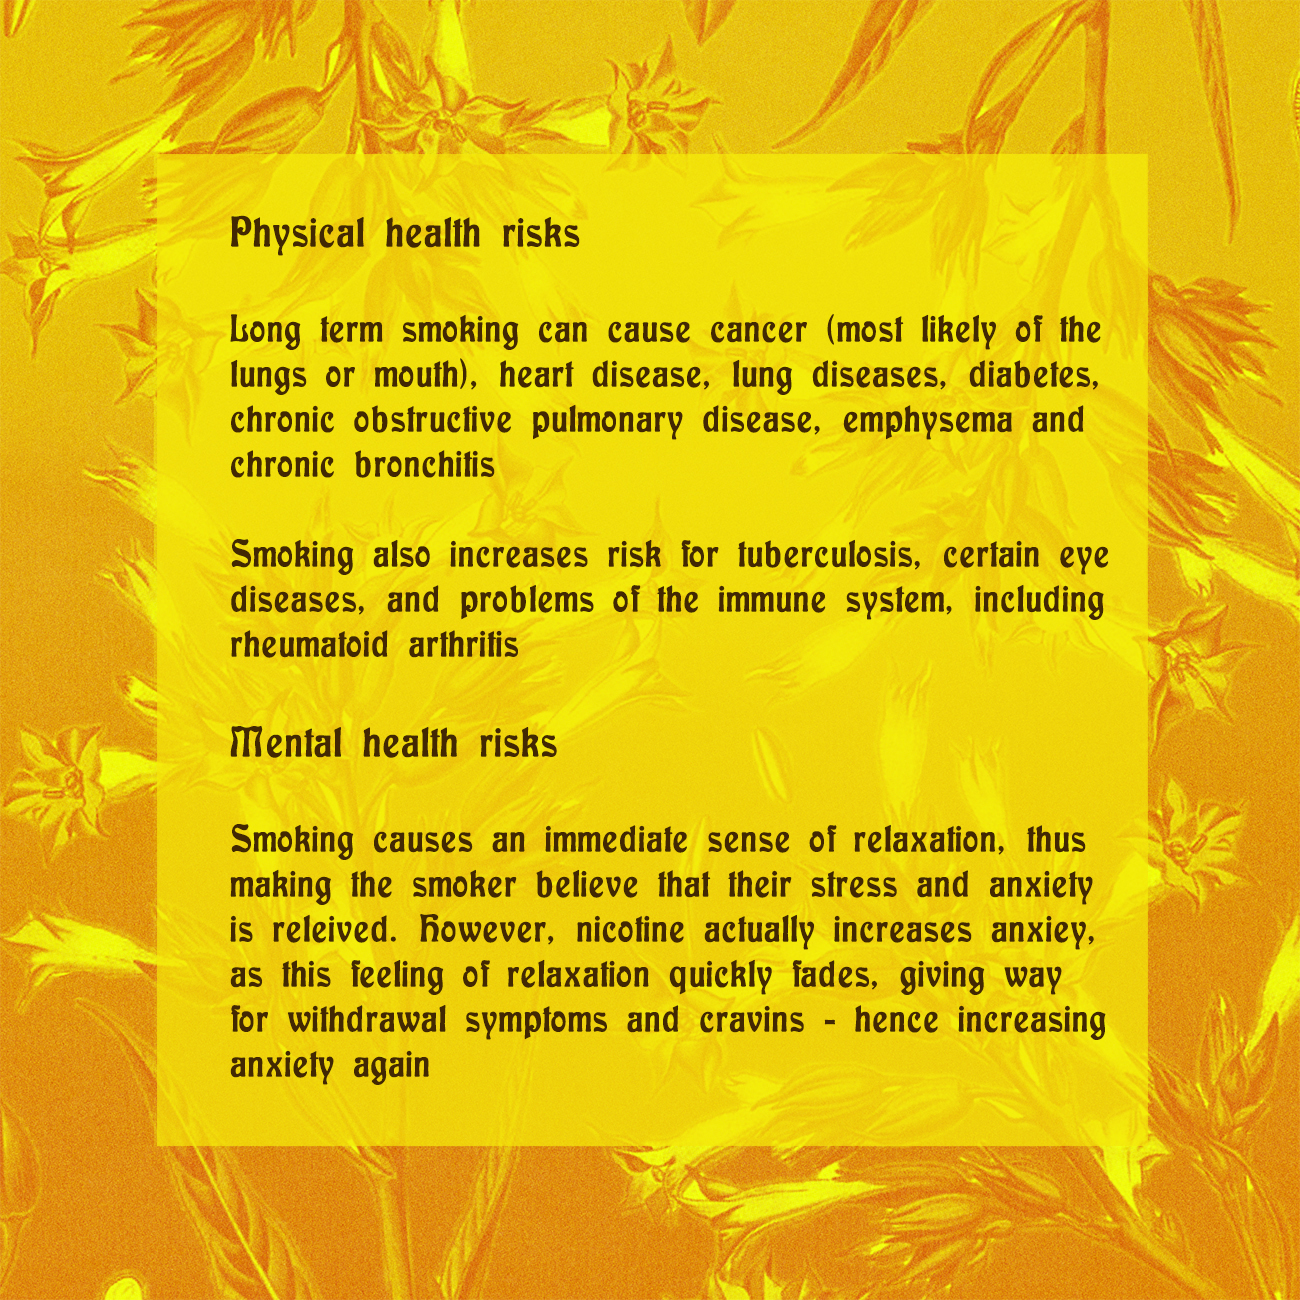 Physical health risks
Long term smoking can cause cancer (most likely of the
lungs or mouth), heart disease, lung diseases, diabetes,
chronic obstructive pulmonary disease, emphysema and
chronic bronchitis
Smoking also increases risk for tuberculosis, certain eye
diseases, and problems of the immune system, including
rheumatoid arthritis
Mental health risks
Smoking causes an immediate sense of relaxation, thus
making the smoker believe that their stress and anxiety
is releived. However, nicotine actually increases anxiey,
as this feeling of relaxation quickly fades, giving way
for withdrawal symptoms and cravins - hence increasing
anxiety again